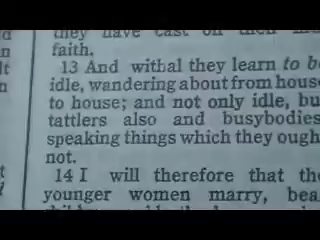 they have cast off their
faith.
13 And withal they learn to be
idle, wandering about from house
to house; and not only idle, bu
tattlers also and busybodies
speaking things which they ough
not.
14 I will therefore that the
younger women marry, bea